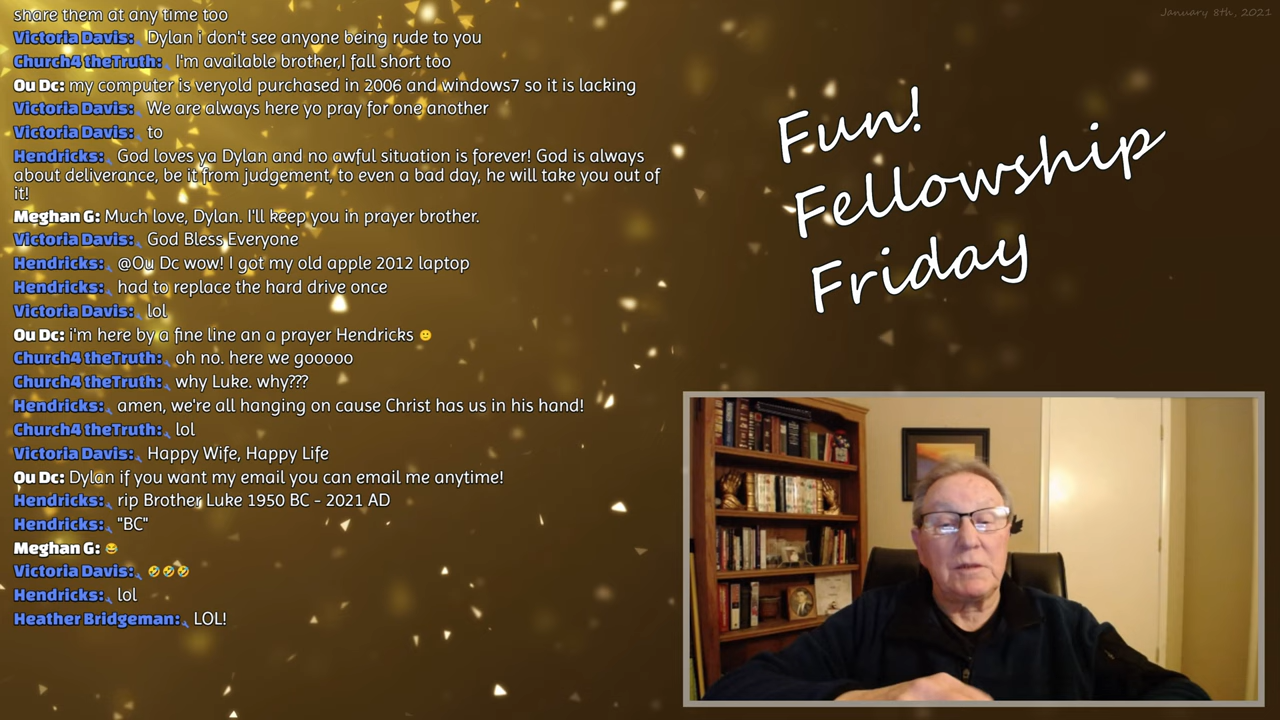 share them at any time too
Victoria Davis: Dylan i don't see anyone being rude to you
Church4 theTruth: I'm available brother,I fall short too
Ou Dc: my computer is veryold purchased in 2006 and windows7 so it is lacking
Victoria Davis: We are always here yo pray for one another
Victoria Davis: to
Hendricks: God loves ya Dylan and no awful situation is forever! God is always
about deliverance, be it from judgement, to even a bad day, he will take you out of
it!
Meghan G: Much love, Dylan. I'll keep you in prayer brother.
Victoria Davis: God Bless Everyone
Hendricks: @Ou Dc wow! I got my old apple 2012 laptop
Hendricks: had to replace the hard drive once
Victoria Davis: lol
Ou Dc: i'm here by a fine line an a prayer Hendricks 🙂
Church4 theTruth: oh no. here we gooooo
Church4 theTruth: why Luke. why???
Hendricks: amen, we're all hanging on cause Christ has us in his hand!
Church4 theTruth: lol
Victoria Davis: Happy Wife, Happy Life
Ou Dc: Dylan if you want my email you can email me anytime!
Hendricks: rip Brother Luke 1950 BC - 2021 AD
Hendricks: "BC"
Meghan G: 😂
Victoria Davis: 🤣🤣🤣
Hendricks: lol
Heather Bridgeman: LOL!
January 8th, 2021
Fun!
Fellowship
Friday